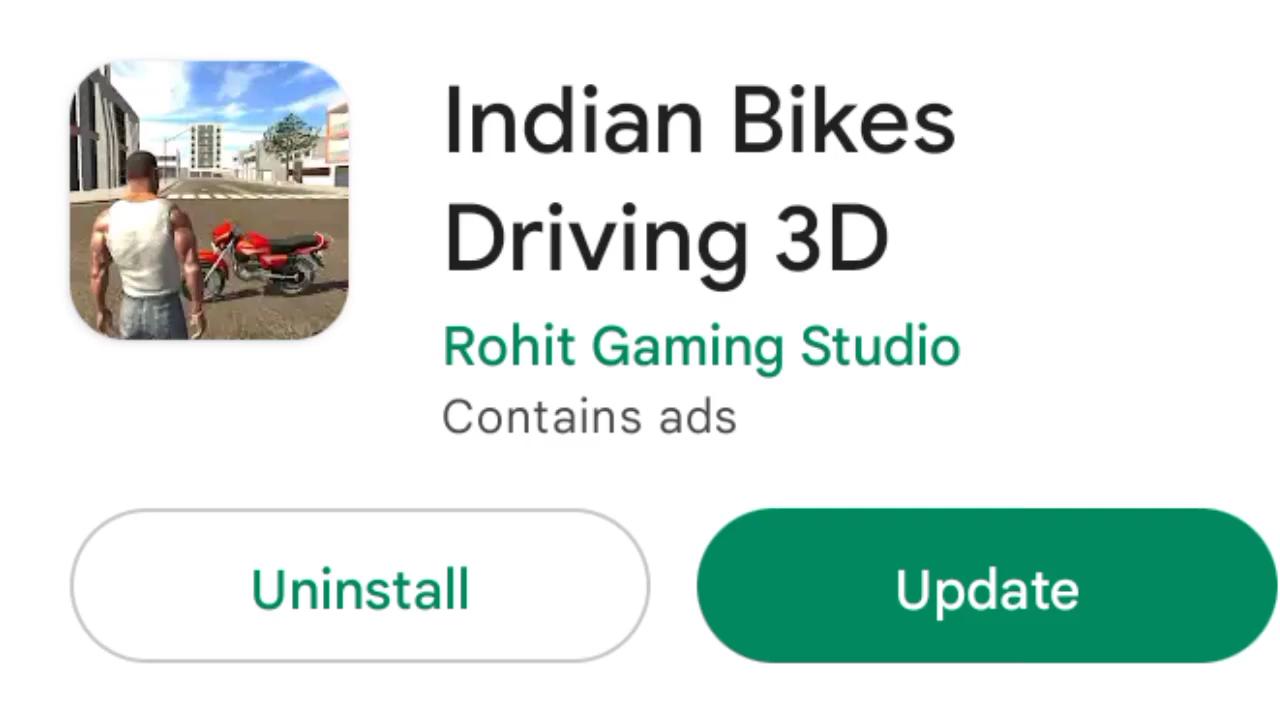 Indian Bikes
Driving 3D
Rohit Gaming Studio
Contains ads
Uninstall
Update